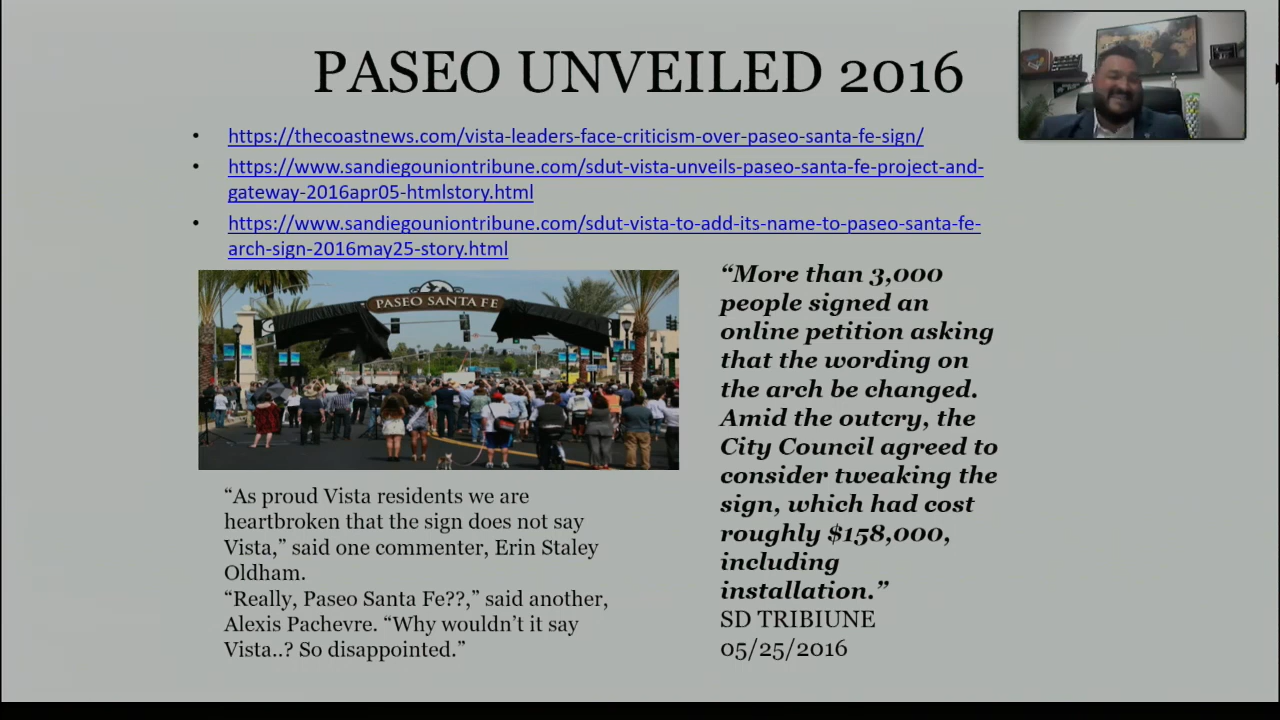 PASEO UNVEILED 2016
• https://thecoastnews.com/vista-leaders-face-criticism-over-paseo-santa-fe-sign/
• https://www.sandiegouniontribune.com/sdut-vista-unveils-paseo-santa-fe-project-and-
gateway-2016apr05-htmlstory.html
• https://www.sandiegouniontribune.com/sdut-vista-to-add-its-name-to-paseo-santa-fe-
arch-sign-2016may25-story.html
PASEO SANTA FE
“As proud Vista residents we are
heartbroken that the sign does not say
Vista,” said one commenter, Erin Staley
Oldham.
“Really, Paseo Santa Fe??,” said another,
Alexis Pachevre. “Why wouldn’t it say
Vista..? So disappointed.”
“More than 3,000
people signed an
online petition asking
that the wording on
the arch be changed.
Amid the outcry, the
City Council agreed to
consider tweaking the
sign, which had cost
roughly $158,000,
including
installation.”
SD TRIBIUNE
05/25/2016